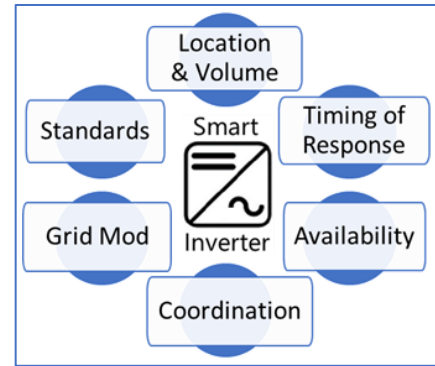 Location
& Volume
Standards
Smart
Timing of
Response
Grid Mod
Inverter
Availability
Coordination